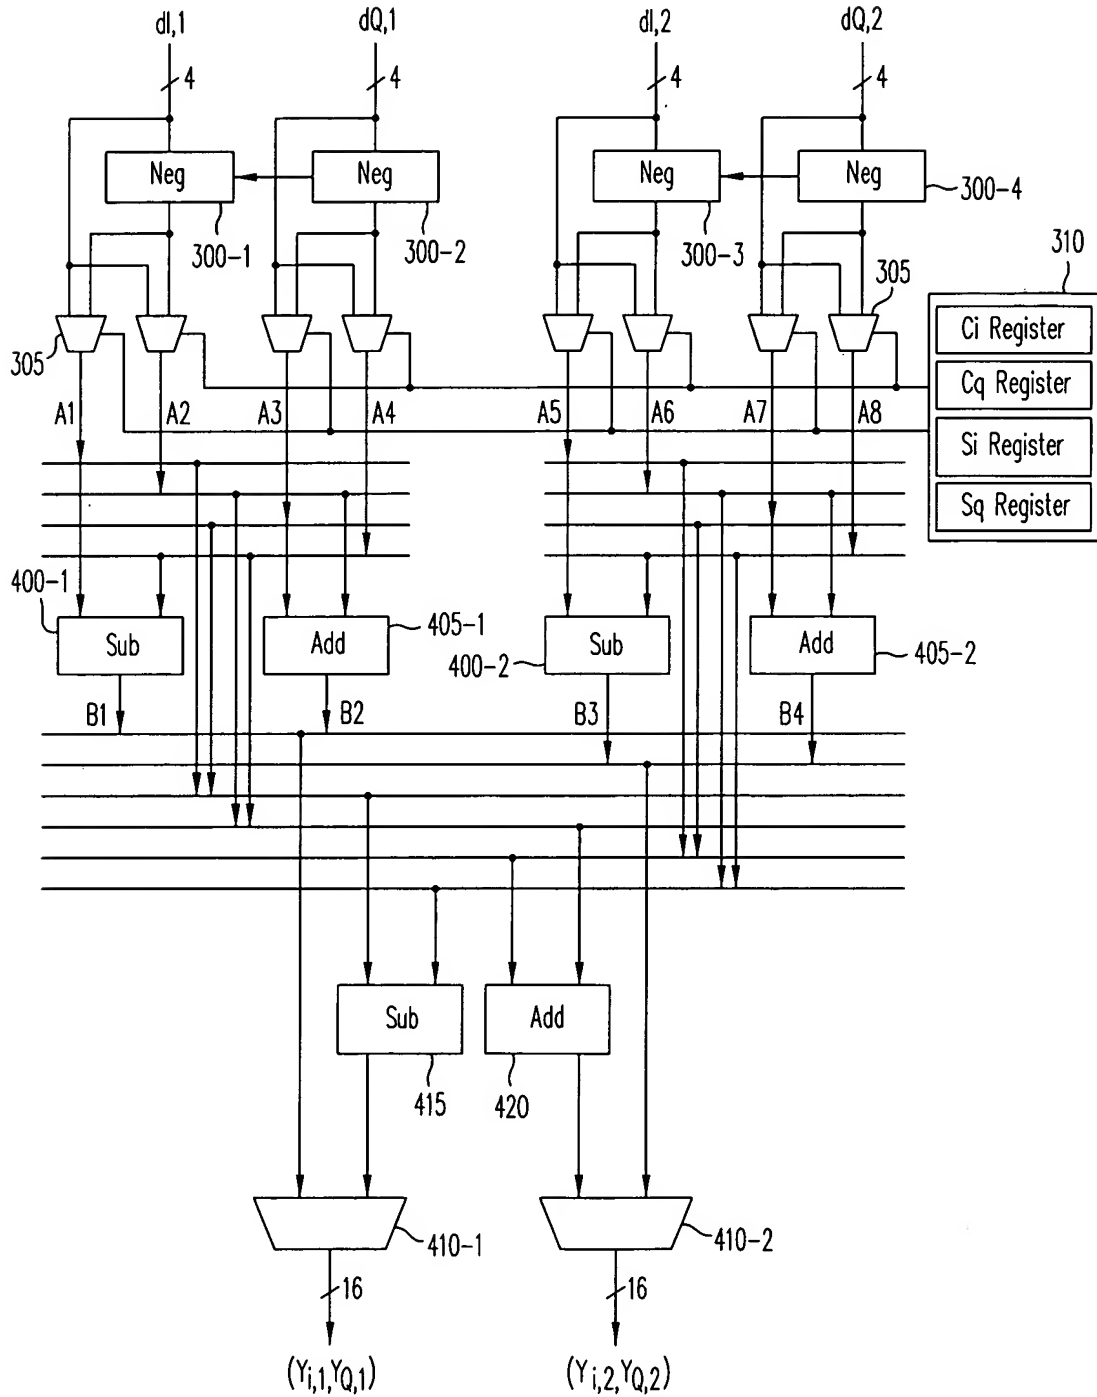 dI,1 dQ,1 dI,2 dQ,2
4 4 4 4
Neg Neg Neg Neg
300-1 300-2 300-3 300-4
310
305 305
Ci Register
Cq Register
Si Register
Sq Register
A1 A2 A3 A4 A5 A6 A7 A8
400-1 405-1 400-2 405-2
Sub Add Sub Add
B1 B2 B3 B4
Sub Add
415 420
410-1 410-2
16 16
(Yi,1,YQ,1) (Yi,2,YQ,2)